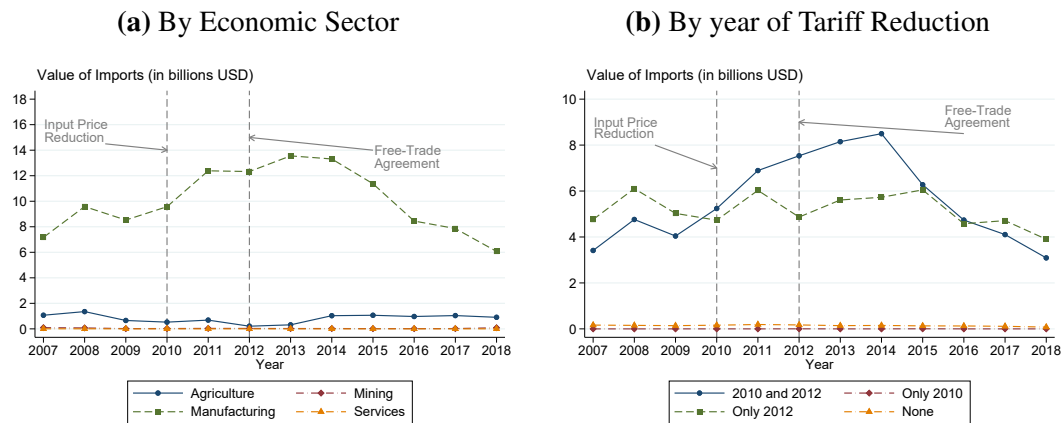 (a) By Economic Sector
Value of Imports (in billions USD)
18
16
14
12
10
8
6
4
2
0
Input Price
Reduction
Free-Trade
Agreement
2007 2008 2009 2010 2011 2012 2013 2014 2015 2016 2017 2018
Year
Agriculture Mining
Manufacturing Services
(b) By year of Tariff Reduction
Value of Imports (in billions USD)
10
8
6
4
2
0
Input Price
Reduction
Free-Trade
Agreement
2007 2008 2009 2010 2011 2012 2013 2014 2015 2016 2017 2018
Year
2010 and 2012 Only 2010
Only 2012 None